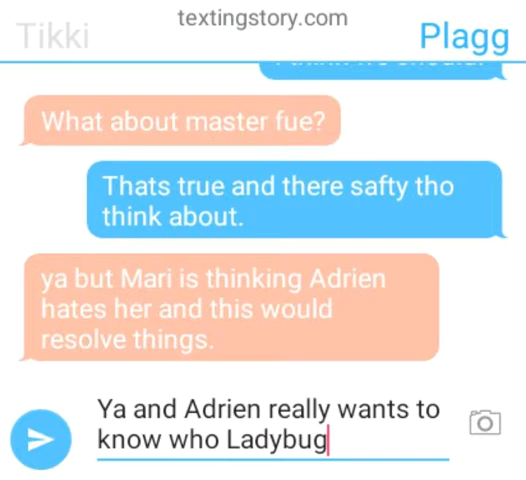 textingstory.com
Tikki
Plagg
What about master fue?
Thats true and there safty tho
think about.
ya but Mari is thinking Adrien
hates her and this would
resolve things.
Ya and Adrien really wants to
know who Ladybug